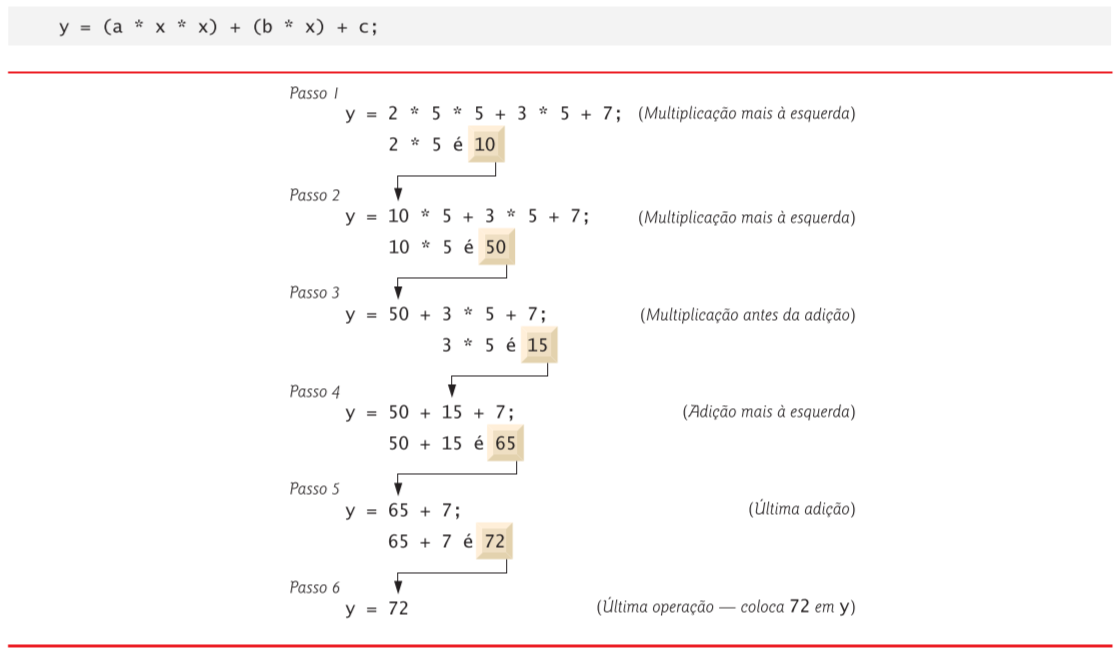 y = (a * x * x) + (b * x) + c;
Passo 1
y = 2 * 5 * 5 + 3 * 5 + 7; (Multiplicação mais à esquerda)
2 * 5 é 10
Passo 2
y = 10 * 5 + 3 * 5 + 7; (Multiplicação mais à esquerda)
10 * 5 é 50
Passo 3
y = 50 + 3 * 5 + 7; (Multiplicação antes da adição)
3 * 5 é 15
Passo 4
y = 50 + 15 + 7; (Adição mais à esquerda)
50 + 15 é 65
Passo 5
y = 65 + 7; (Última adição)
65 + 7 é 72
Passo 6
y = 72 (Última operação — coloca 72 em y)